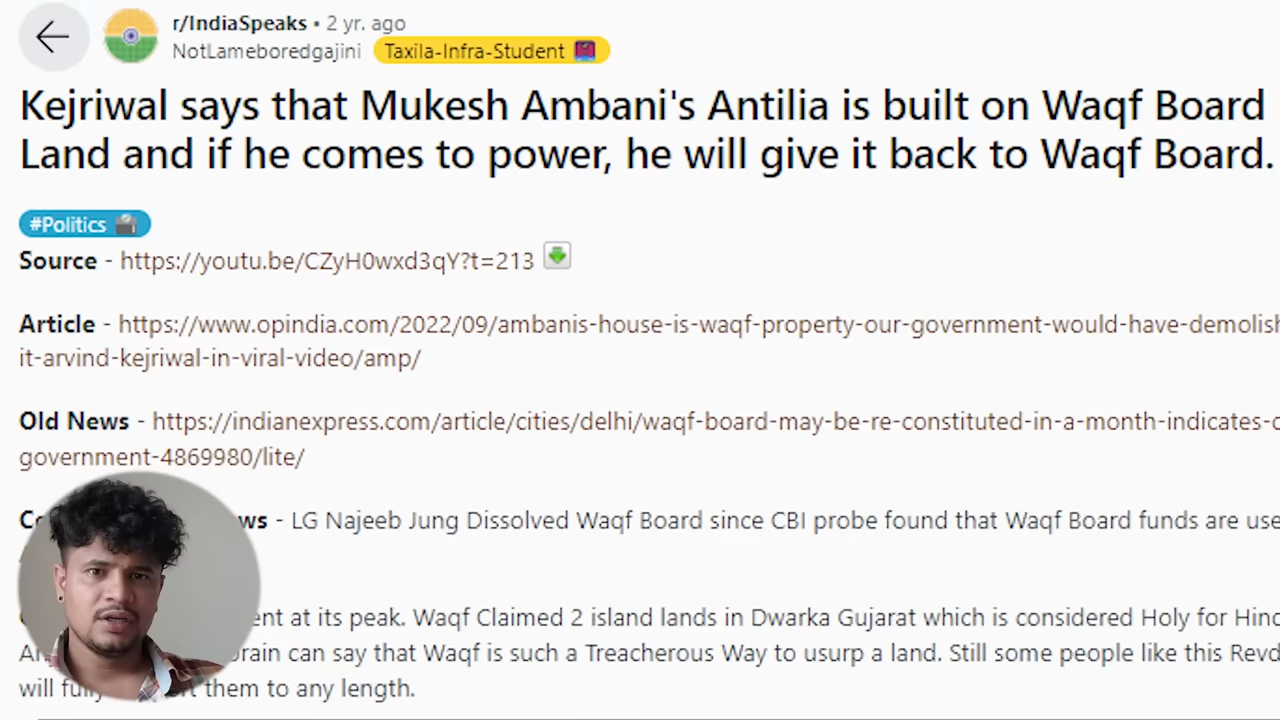 r/IndiaSpeaks • 2 yr. ago
NotLameboredgajini Taxila-Infra-Student
Kejriwal says that Mukesh Ambani's Antilia is built on Waqf Board
Land and if he comes to power, he will give it back to Waqf Board.
#Politics
Source - https://youtu.be/CZyH0wxd3qY?t=213
Article - https://www.opindia.com/2022/09/ambanis-house-is-waqf-property-our-government-would-have-demolish
it-arvind-kejriwal-in-viral-video/amp/
Old News - https://indianexpress.com/article/cities/delhi/waqf-board-may-be-re-constituted-in-a-month-indicates-
government-4869980/lite/
ws - LG Najeeb Jung Dissolved Waqf Board since CBI probe found that Waqf Board funds are use
ent at its peak. Waqf Claimed 2 island lands in Dwarka Gujarat which is considered Holy for Hind
brain can say that Waqf is such a Treacherous Way to usurp a land. Still some people like this Revd
will them to any length.